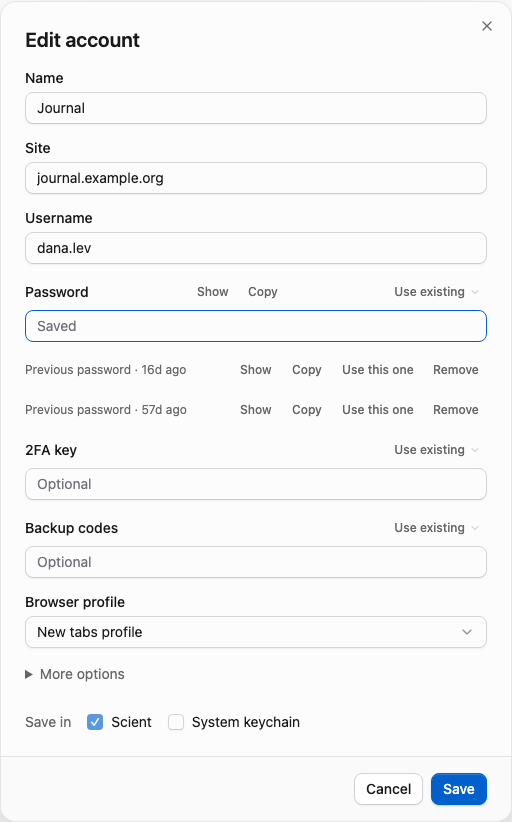 Edit account
Name
Journal
Site
journal.example.org
Username
dana.lev
Password Show Copy Use existing
Saved
Previous password · 16d ago Show Copy Use this one Remove
Previous password · 57d ago Show Copy Use this one Remove
2FA key Use existing
Optional
Backup codes Use existing
Optional
Browser profile
New tabs profile
More options
Save in Scient System keychain
Cancel Save